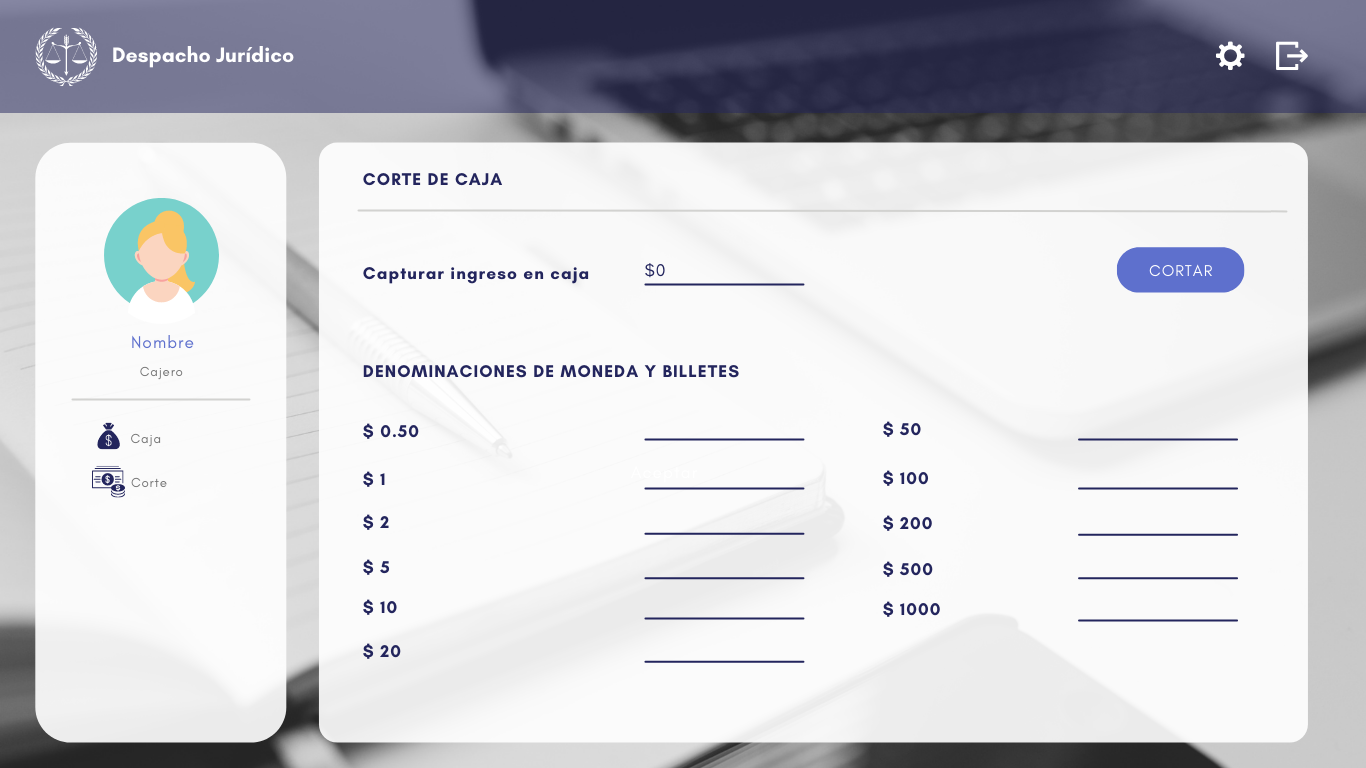 Despacho Jurídico
Nombre
Cajero
Caja
Corte
CORTE DE CAJA
Capturar ingreso en caja
$0
CORTAR
DENOMINACIONES DE MONEDA Y BILLETES
$ 0.50
$ 1
$ 2
$ 5
$ 10
$ 20
$ 50
$ 100
$ 200
$ 500
$ 1000